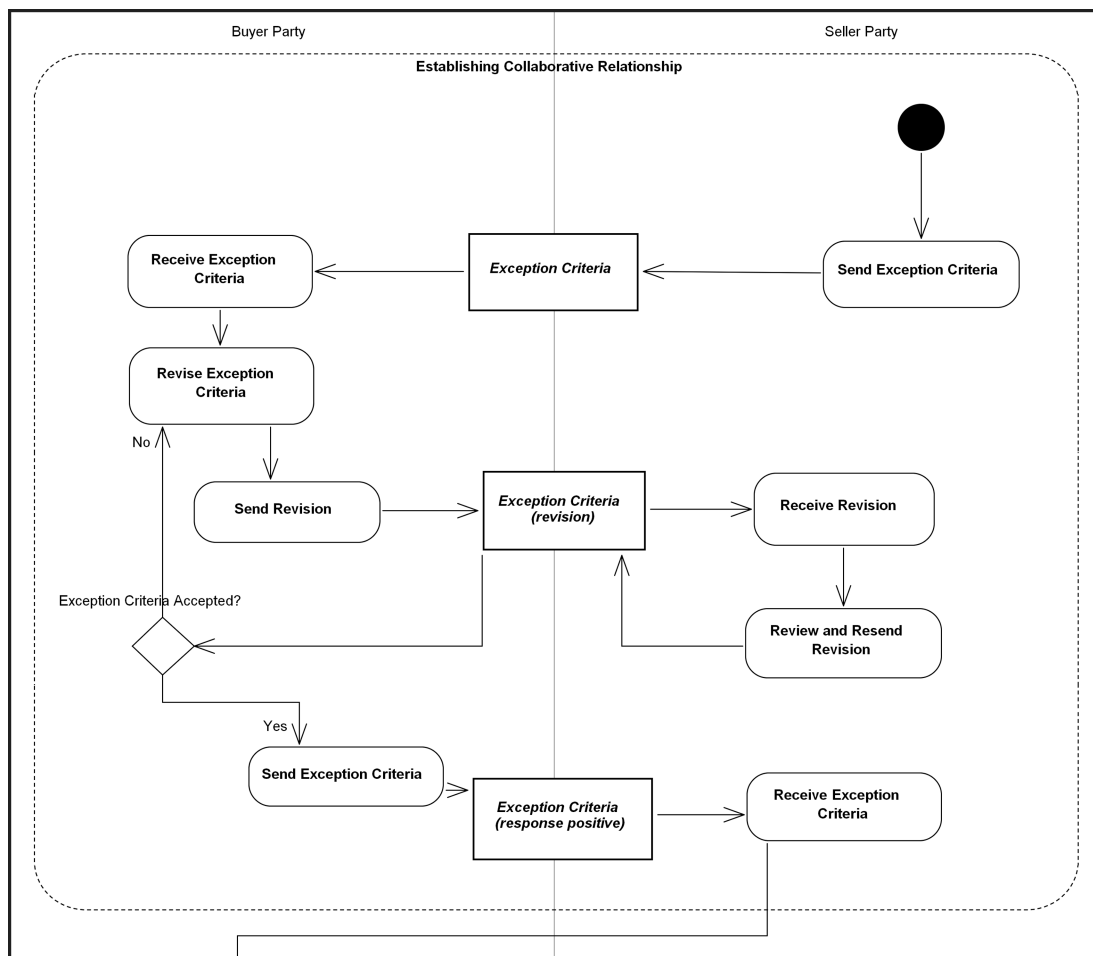 Buyer Party
Seller Party
Establishing Collaborative Relationship
Receive Exception
Criteria
Exception Criteria
Send Exception Criteria
Revise Exception
Criteria
No
Send Revision
Exception Criteria
(revision)
Receive Revision
Exception Criteria Accepted?
Review and Resend
Revision
Yes
Send Exception Criteria
Exception Criteria
(response positive)
Receive Exception
Criteria